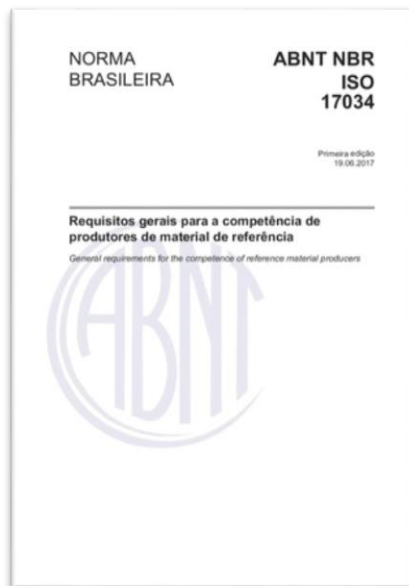 NORMA
BRASILEIRA
ABNT NBR
ISO
17034
Primeira edição
19.06.2017
Requisitos gerais para a competência de
produtores de material de referência
General requirements for the competence of reference material producers
ABNT